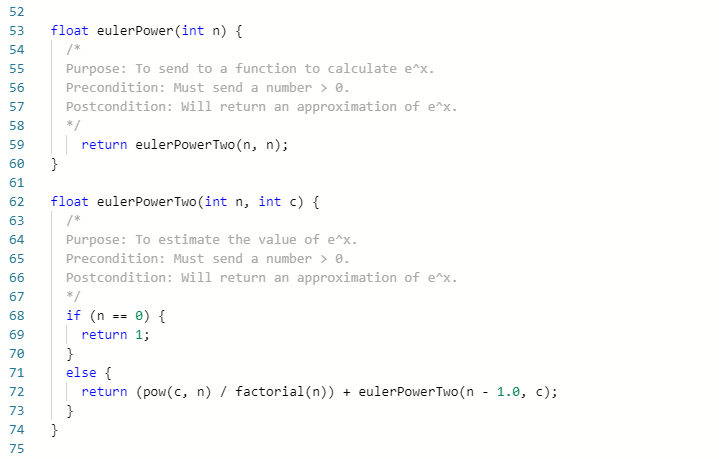 52
53 float eulerPower(int n) {
54 /*
55 Purpose: To send to a function to calculate e^x.
56 Precondition: Must send a number > 0.
57 Postcondition: Will return an approximation of e^x.
58 */
59 return eulerPowerTwo(n, n);
60 }
61
62 float eulerPowerTwo(int n, int c) {
63 /*
64 Purpose: To estimate the value of e^x.
65 Precondition: Must send a number > 0.
66 Postcondition: Will return an approximation of e^x.
67 */
68 if (n == 0) {
69 return 1;
70 }
71 else {
72 return (pow(c, n) / factorial(n)) + eulerPowerTwo(n - 1.0, c);
73 }
74 }
75